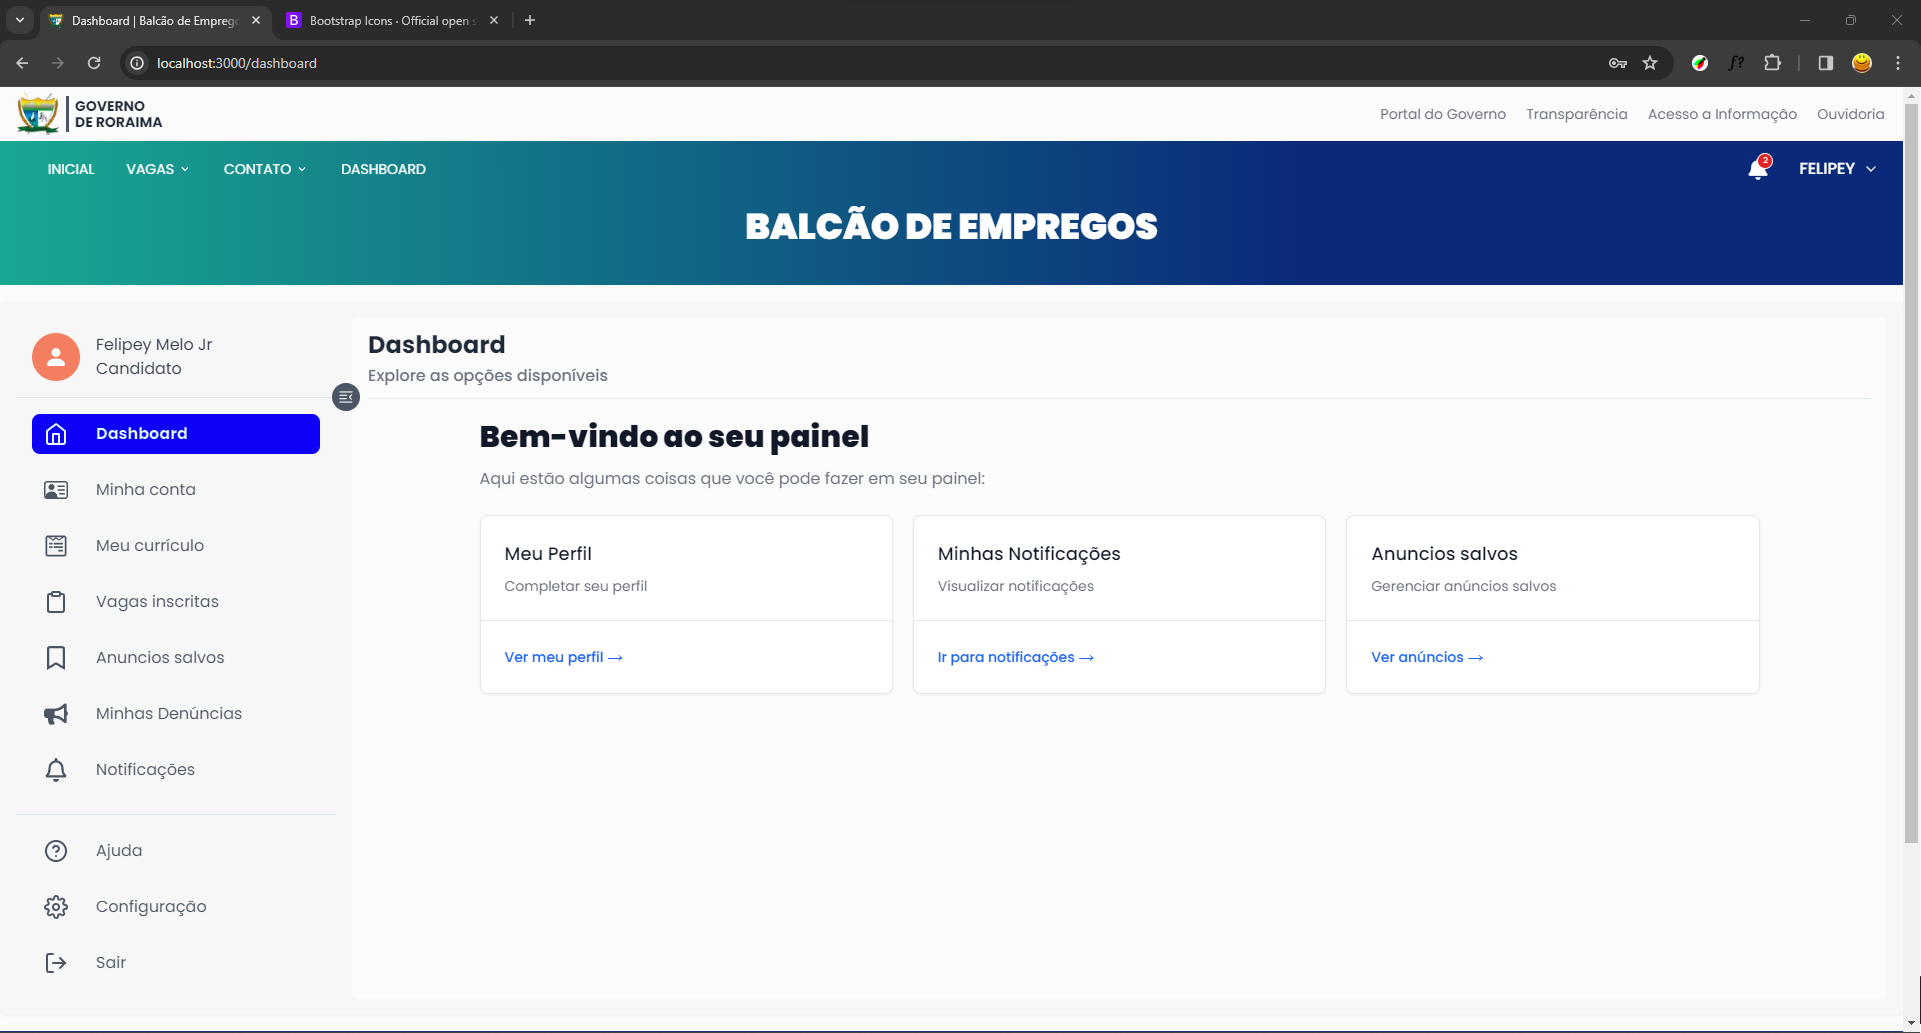 Dashboard | Balcão de Empreg
Bootstrap Icons · Official open s
localhost:3000/dashboard
f?
GOVERNO
DE RORAIMA
Portal do Governo
Transparência
Acesso a Informação
Ouvidoria
INICIAL
VAGAS
CONTATO
DASHBOARD
2
FELIPEY
BALCÃO DE EMPREGOS
Felipey Melo Jr
Candidato
Dashboard
Minha conta
Meu currículo
Vagas inscritas
Anuncios salvos
Minhas Denúncias
Notificações
Ajuda
Configuração
Sair
Dashboard
Explore as opções disponíveis
Bem-vindo ao seu painel
Aqui estão algumas coisas que você pode fazer em seu painel:
Meu Perfil
Completar seu perfil
Ver meu perfil →
Minhas Notificações
Visualizar notificações
Ir para notificações →
Anuncios salvos
Gerenciar anúncios salvos
Ver anúncios →